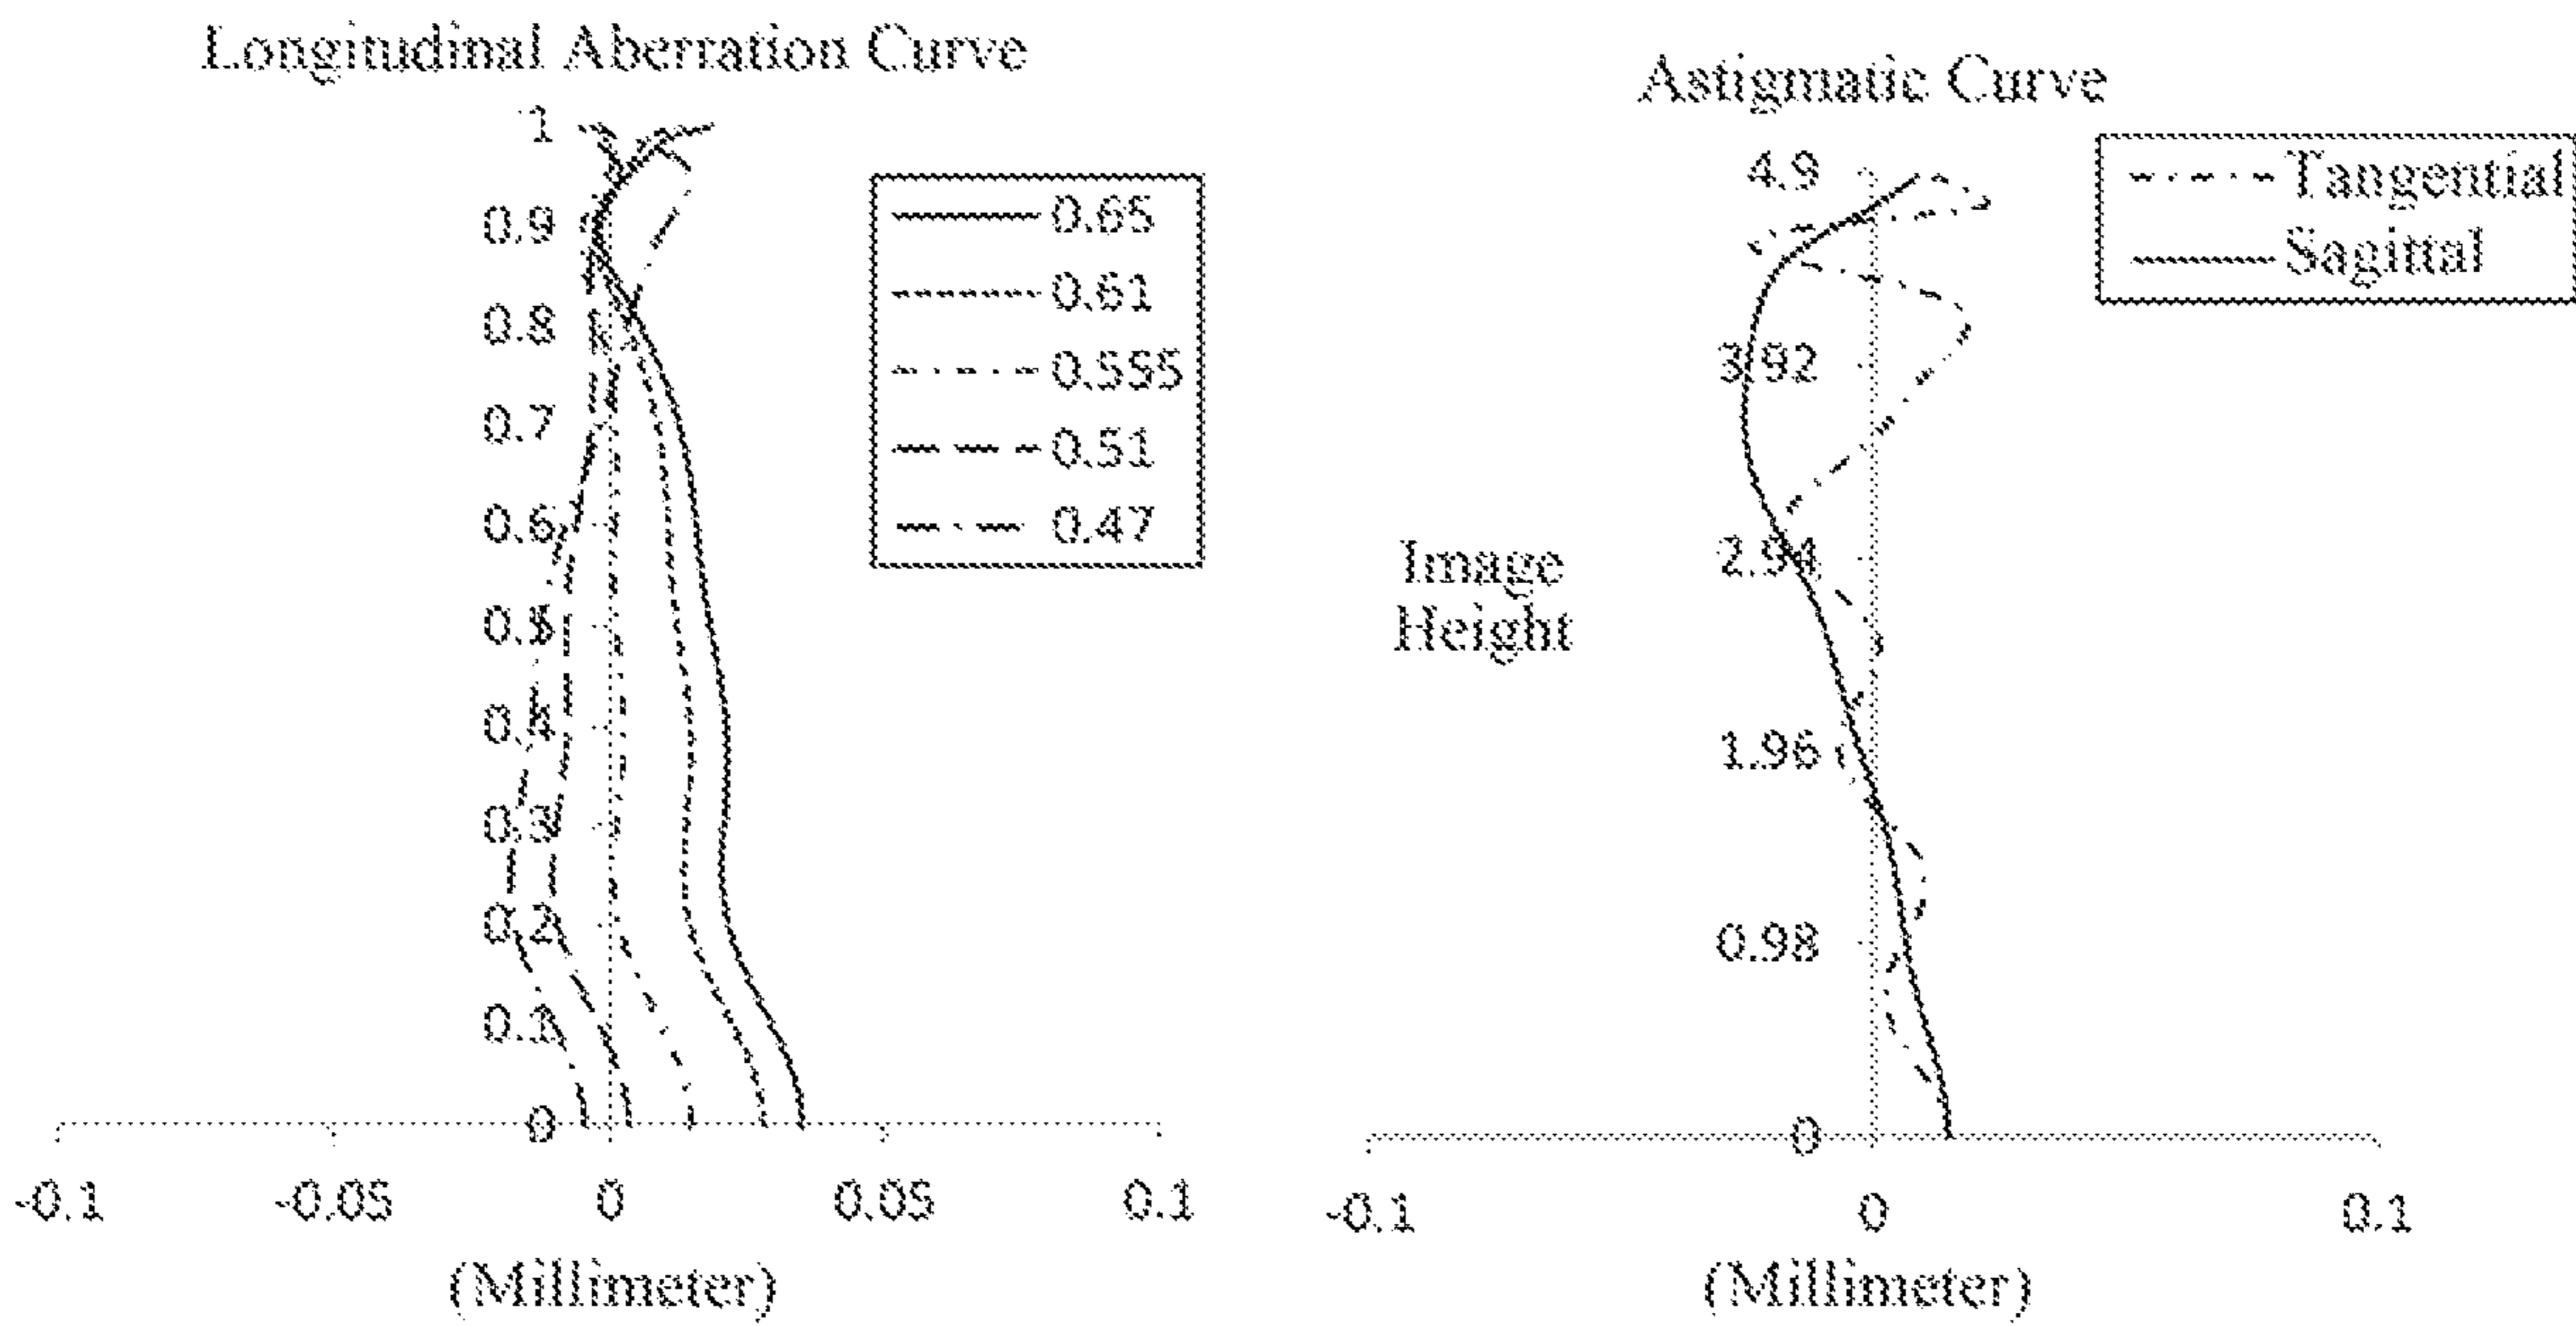 Longitudinal Aberration Curve
1
0.9
0.8
0.7
0.6
0.5
0.4
0.3
0.2
0.1
0
-0.1 -0.05 0 0.05 0.1
(Millimeter)
0.65
0.61
0.555
0.51
0.47
Astigmatic Curve
4.9
3.92
2.94
1.96
0.98
0
Image
Height
-0.1 0 0.1
(Millimeter)
Tangential
Sagittal